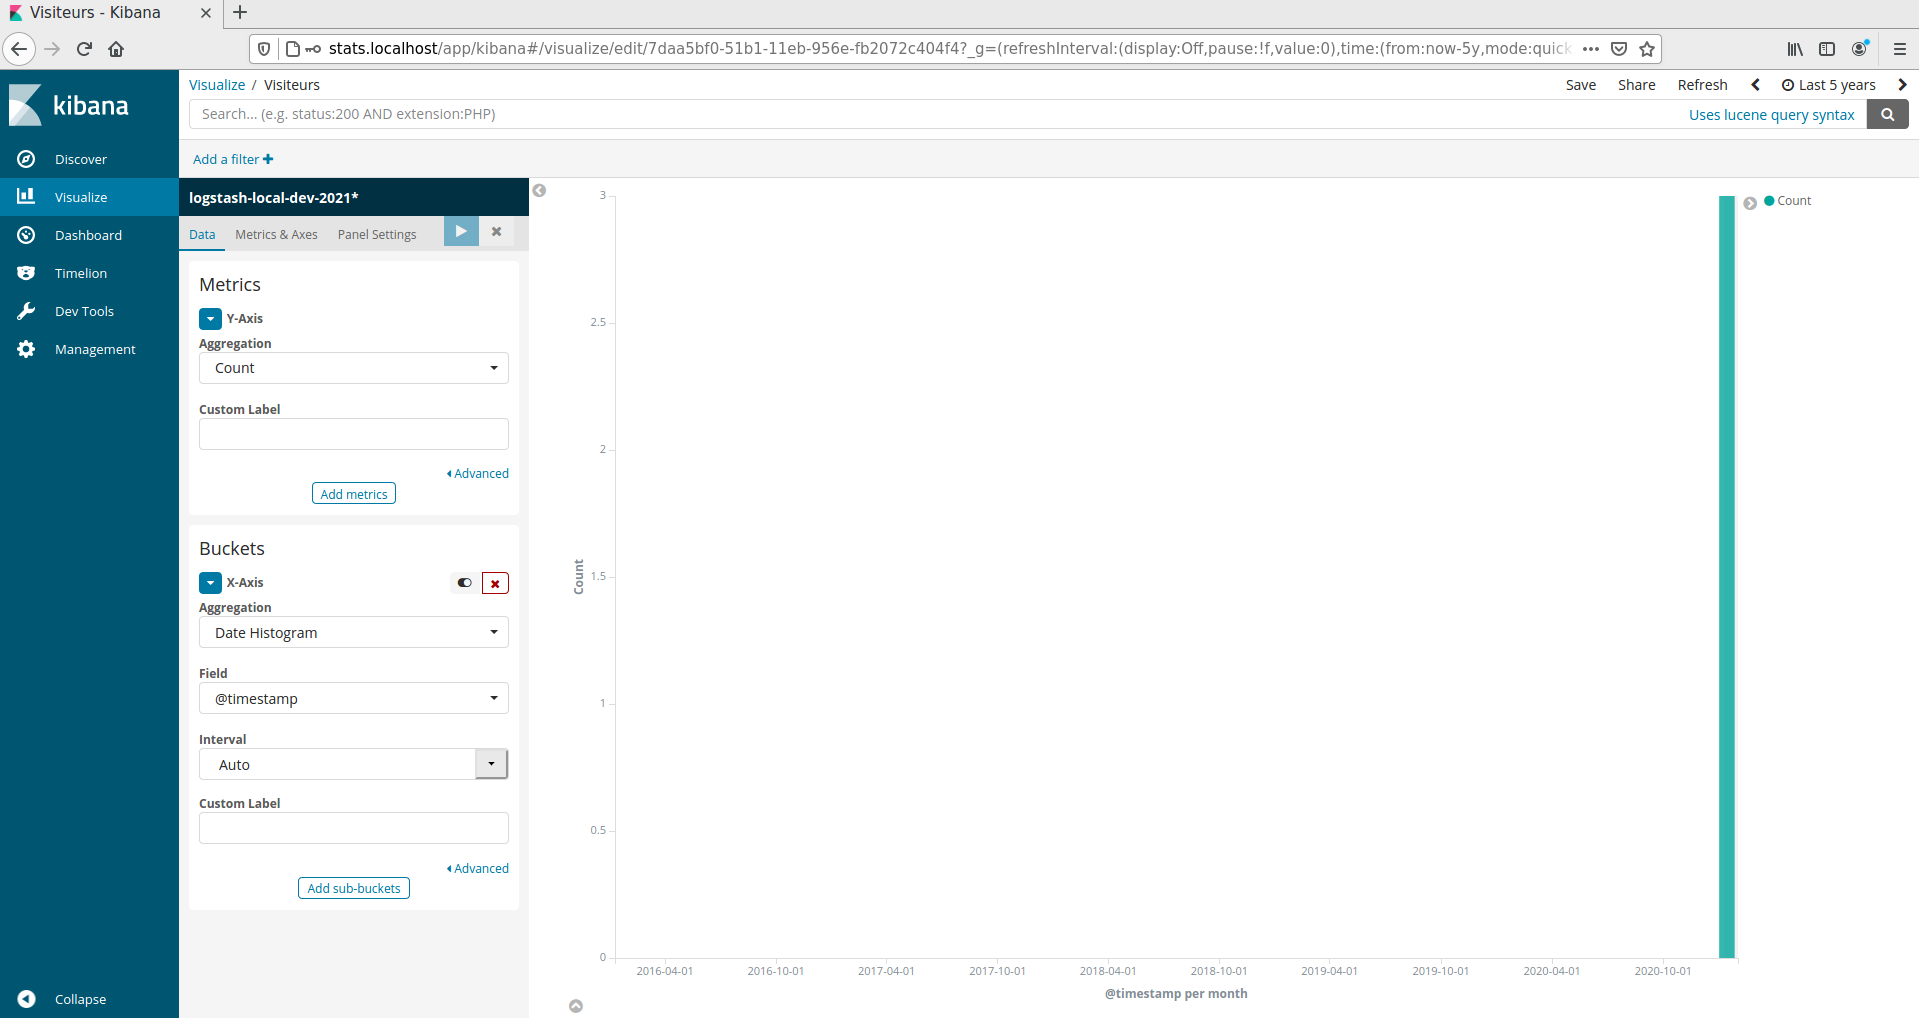 Visiteurs - Kibana
stats.localhost/app/kibana#/visualize/edit/7daa5bf0-51b1-11eb-956e-fb2072c404f4?_g=(refreshInterval:(display:Off,pause:!f,value:0),time:(from:now-5y,mode:quick
kibana
Discover
Visualize
Dashboard
Timelion
Dev Tools
Management
Collapse
Visualize / Visiteurs
Save Share Refresh Last 5 years
Search... (e.g. status:200 AND extension:PHP)
Uses lucene query syntax
Add a filter
logstash-local-dev-2021*
Data Metrics & Axes Panel Settings
Metrics
Y-Axis
Aggregation
Count
Custom Label
Advanced
Add metrics
Buckets
X-Axis
Aggregation
Date Histogram
Field
@timestamp
Interval
Auto
Custom Label
Advanced
Add sub-buckets
Count
3
2.5
2
1.5
1
0.5
0
2016-04-01 2016-10-01 2017-04-01 2017-10-01 2018-04-01 2018-10-01 2019-04-01 2019-10-01 2020-04-01 2020-10-01
@timestamp per month
Count